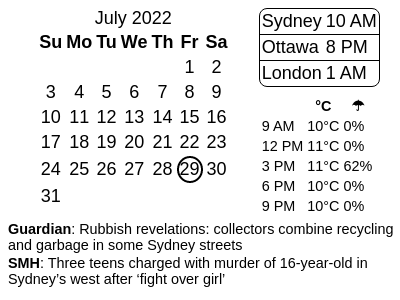 July 2022
Su Mo Tu We Th Fr Sa
1 2
3 4 5 6 7 8 9
10 11 12 13 14 15 16
17 18 19 20 21 22 23
24 25 26 27 28 29 30
31
Sydney 10 AM
Ottawa 8 PM
London 1 AM
°C ☂
9 AM 10°C 0%
12 PM 11°C 0%
3 PM 11°C 62%
6 PM 10°C 0%
9 PM 10°C 0%
Guardian: Rubbish revelations: collectors combine recycling
and garbage in some Sydney streets
SMH: Three teens charged with murder of 16-year-old in
Sydney’s west after ‘fight over girl’